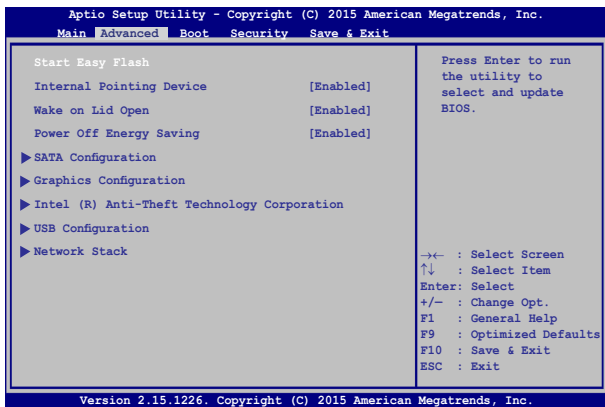 Aptio Setup Utility - Copyright (C) 2015 American Megatrends, Inc.
Main Advanced Boot Security Save & Exit
Start Easy Flash
Internal Pointing Device [Enabled]
Wake on Lid Open [Enabled]
Power Off Energy Saving [Enabled]
SATA Configuration
Graphics Configuration
Intel (R) Anti-Theft Technology Corporation
USB Configuration
Network Stack
Press Enter to run
the utility to
select and update
BIOS.
→← : Select Screen
↑↓ : Select Item
Enter: Select
+/— : Change Opt.
F1 : General Help
F9 : Optimized Defaults
F10 : Save & Exit
ESC : Exit
Version 2.15.1226. Copyright (C) 2015 American Megatrends, Inc.